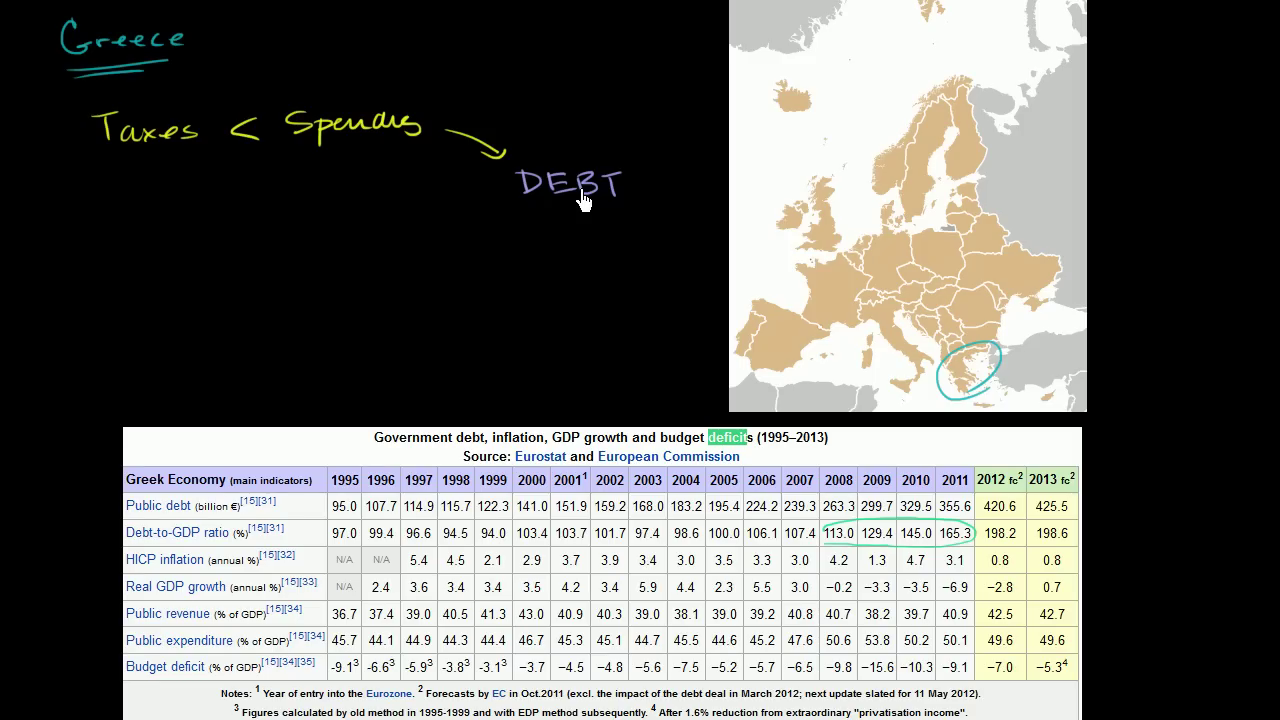 Greece
Taxes < Spending
DEBT
Government debt, inflation, GDP growth and budget deficits (1995–2013)
Source: Eurostat and European Commission
Greek Economy (main indicators) 1995 1996 1997 1998 1999 2000 2001¹ 2002 2003 2004 2005 2006 2007 2008 2009 2010 2011 2012 fc² 2013 fc²
Public debt (billion €)[15][31] 95.0 107.7 114.9 115.7 122.3 141.0 151.9 159.2 168.0 183.2 195.4 224.2 239.3 263.3 299.7 329.5 355.6 420.6 425.5
Debt-to-GDP ratio (%)[15][31] 97.0 99.4 96.6 94.5 94.0 103.4 103.7 101.7 97.4 98.6 100.0 106.1 107.4 113.0 129.4 145.0 165.3 198.2 198.6
HICP inflation (annual %)[15][32] N/A N/A 5.4 4.5 2.1 2.9 3.7 3.9 3.4 3.0 3.5 3.3 3.0 4.2 1.3 4.7 3.1 0.8 0.8
Real GDP growth (annual %)[15][33] N/A 2.4 3.6 3.4 3.4 3.5 4.2 3.4 5.9 4.4 2.3 5.5 3.0 −0.2 −3.3 −3.5 −6.9 −2.8 0.7
Public revenue (% of GDP)[15][34] 36.7 37.4 39.0 40.5 41.3 43.0 40.9 40.3 39.0 38.1 39.0 39.2 40.8 40.7 38.2 39.7 40.9 42.5 42.7
Public expenditure (% of GDP)[15][34] 45.7 44.1 44.9 44.3 44.4 46.7 45.3 45.1 44.7 45.5 44.6 45.2 47.6 50.6 53.8 50.2 50.1 49.6 49.6
Budget deficit (% of GDP)[15][34][35] −9.1³ −6.6³ −5.9³ −3.8³ −3.1³ −3.7 −4.5 −4.8 −5.6 −7.5 −5.2 −5.7 −6.5 −9.8 −15.6 −10.3 −9.1 −7.0 −5.3⁴
Notes: ¹ Year of entry into the Eurozone. ² Forecasts by EC in Oct.2011 (excl. the impact of the debt deal in March 2012; next update slated for 11 May 2012).
³ Figures calculated by old method in 1995-1999 and with EDP method subsequently. ⁴ After 1.6% reduction from extraordinary "privatisation income".